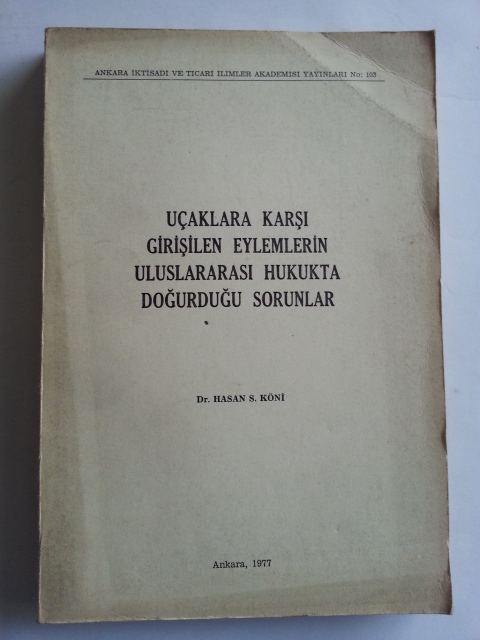 ANKARA İKTİSADİ VE TİCARİ İLİMLER AKADEMİSİ YAYINLARI No: 103
UÇAKLARA KARŞI
GİRİŞİLEN EYLEMLERİN
ULUSLARARASI HUKUKTA
DOĞURDUĞU SORUNLAR
Dr. HASAN S. KÖNİ
Ankara, 1977